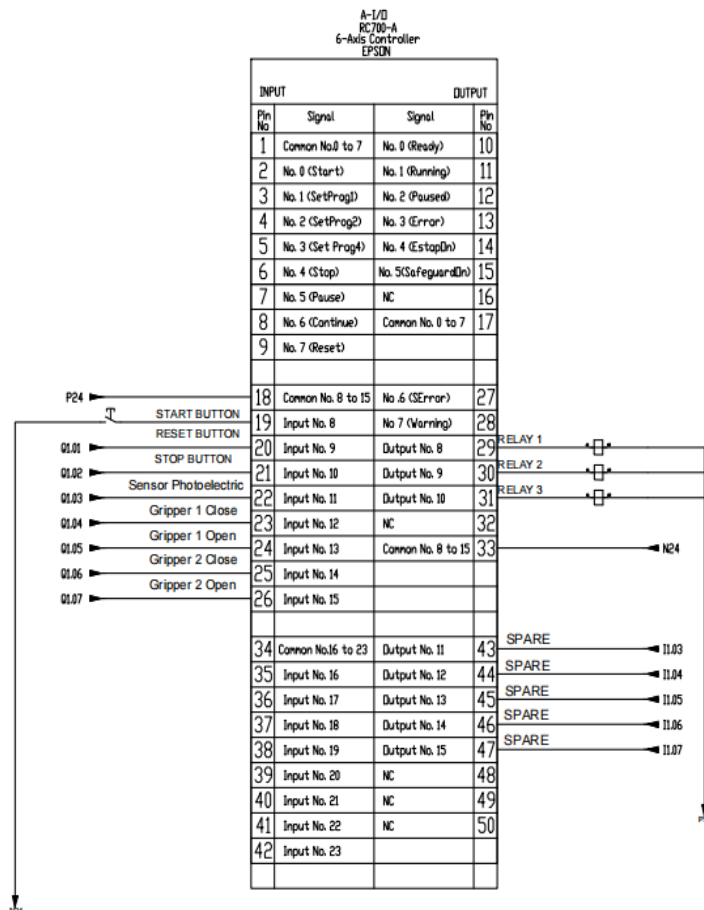 A-I/O
RC700-A
6-Axis Controller
EPSON
INPUT OUTPUT
Pin No Signal Signal Pin No
1 Common No.0 to 7 No. 0 (Ready) 10
2 No. 0 (Start) No. 1 (Running) 11
3 No. 1 (SetProg1) No. 2 (Paused) 12
4 No. 2 (SetProg2) No. 3 (Error) 13
5 No. 3 (Set Prog4) No. 4 (EstopOn) 14
6 No. 4 (Stop) No. 5(SafeguardOn) 15
7 No. 5 (Pause) NC 16
8 No. 6 (Continue) Common No. 0 to 7 17
9 No. 7 (Reset)
P24 18 Common No. 8 to 15 No .6 (SError) 27
START BUTTON 19 Input No. 8 No 7 (Warning) 28
RESET BUTTON
Q1.01 20 Input No. 9 Output No. 8 29 RELAY 1
STOP BUTTON
Q1.02 21 Input No. 10 Output No. 9 30 RELAY 2
Sensor Photoelectric
Q1.03 22 Input No. 11 Output No. 10 31 RELAY 3
Gripper 1 Close
Q1.04 23 Input No. 12 NC 32
Gripper 1 Open
Q1.05 24 Input No. 13 Common No. 8 to 15 33 N24
Gripper 2 Close
Q1.06 25 Input No. 14
Gripper 2 Open
Q1.07 26 Input No. 15
34 Common No.16 to 23 Output No. 11 43 SPARE I1.03
35 Input No. 16 Output No. 12 44 SPARE I1.04
36 Input No. 17 Output No. 13 45 SPARE I1.05
37 Input No. 18 Output No. 14 46 SPARE I1.06
38 Input No. 19 Output No. 15 47 SPARE I1.07
39 Input No. 20 NC 48
40 Input No. 21 NC 49
41 Input No. 22 NC 50
42 Input No. 23